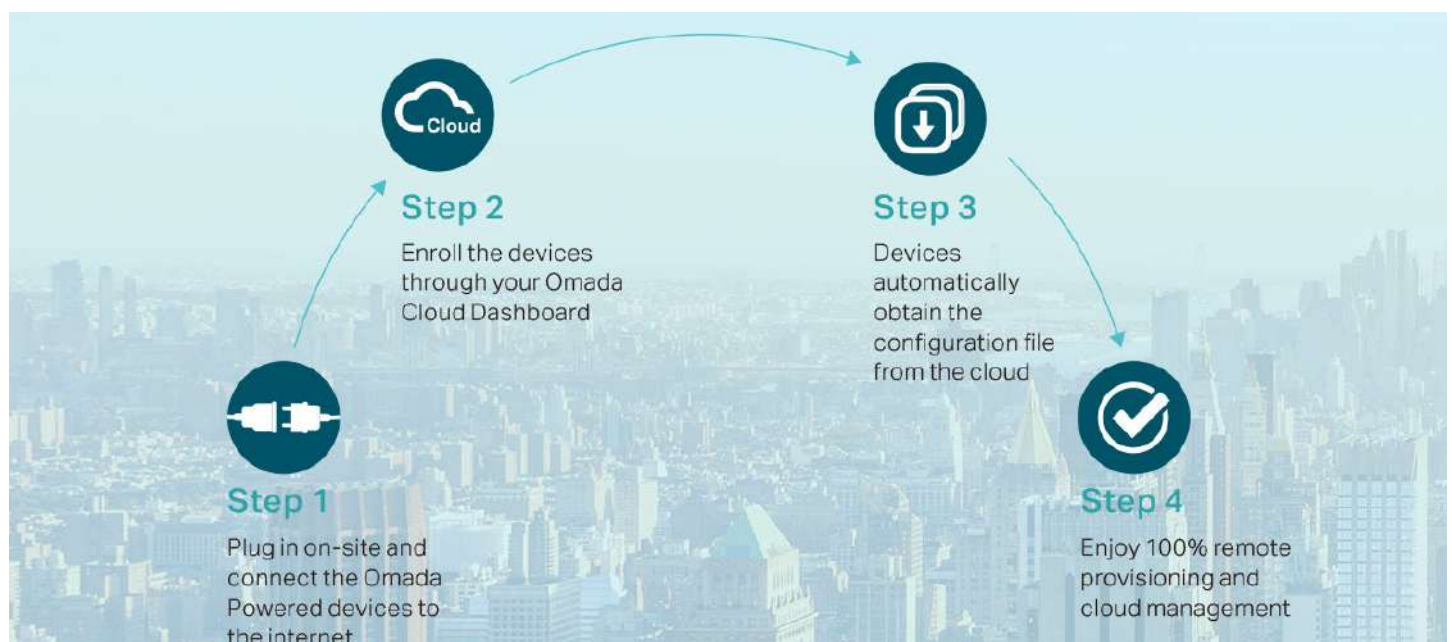 Step 1
Plug in on-site and
connect the Omada
Powered devices to
the internet
Cloud
Step 2
Enroll the devices
through your Omada
Cloud Dashboard
Step 3
Devices
automatically
obtain the
configuration file
from the cloud
Step 4
Enjoy 100% remote
provisioning and
cloud management